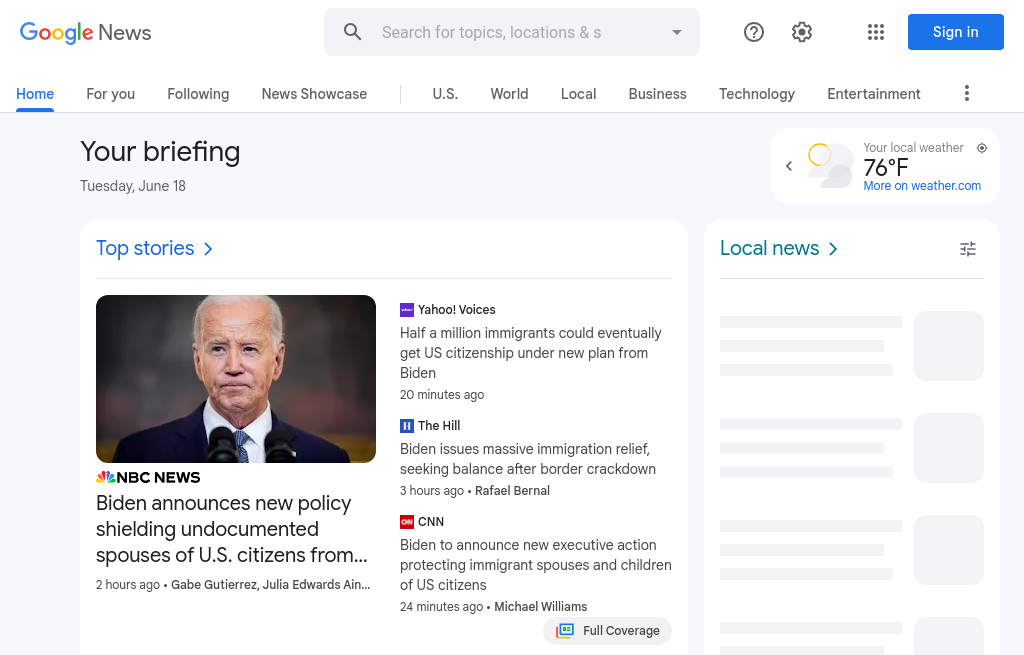 Google News
Search for topics, locations & s
Sign in
Home
For you
Following
News Showcase
U.S.
World
Local
Business
Technology
Entertainment
Your briefing
Tuesday, June 18
Your local weather
76°F
More on weather.com
Top stories
NBC NEWS
Biden announces new policy
shielding undocumented
spouses of U.S. citizens from...
2 hours ago • Gabe Gutierrez, Julia Edwards Ain...
Yahoo! Voices
Half a million immigrants could eventually
get US citizenship under new plan from
Biden
20 minutes ago
H The Hill
Biden issues massive immigration relief,
seeking balance after border crackdown
3 hours ago • Rafael Bernal
CNN CNN
Biden to announce new executive action
protecting immigrant spouses and children
of US citizens
24 minutes ago • Michael Williams
Full Coverage
Local news